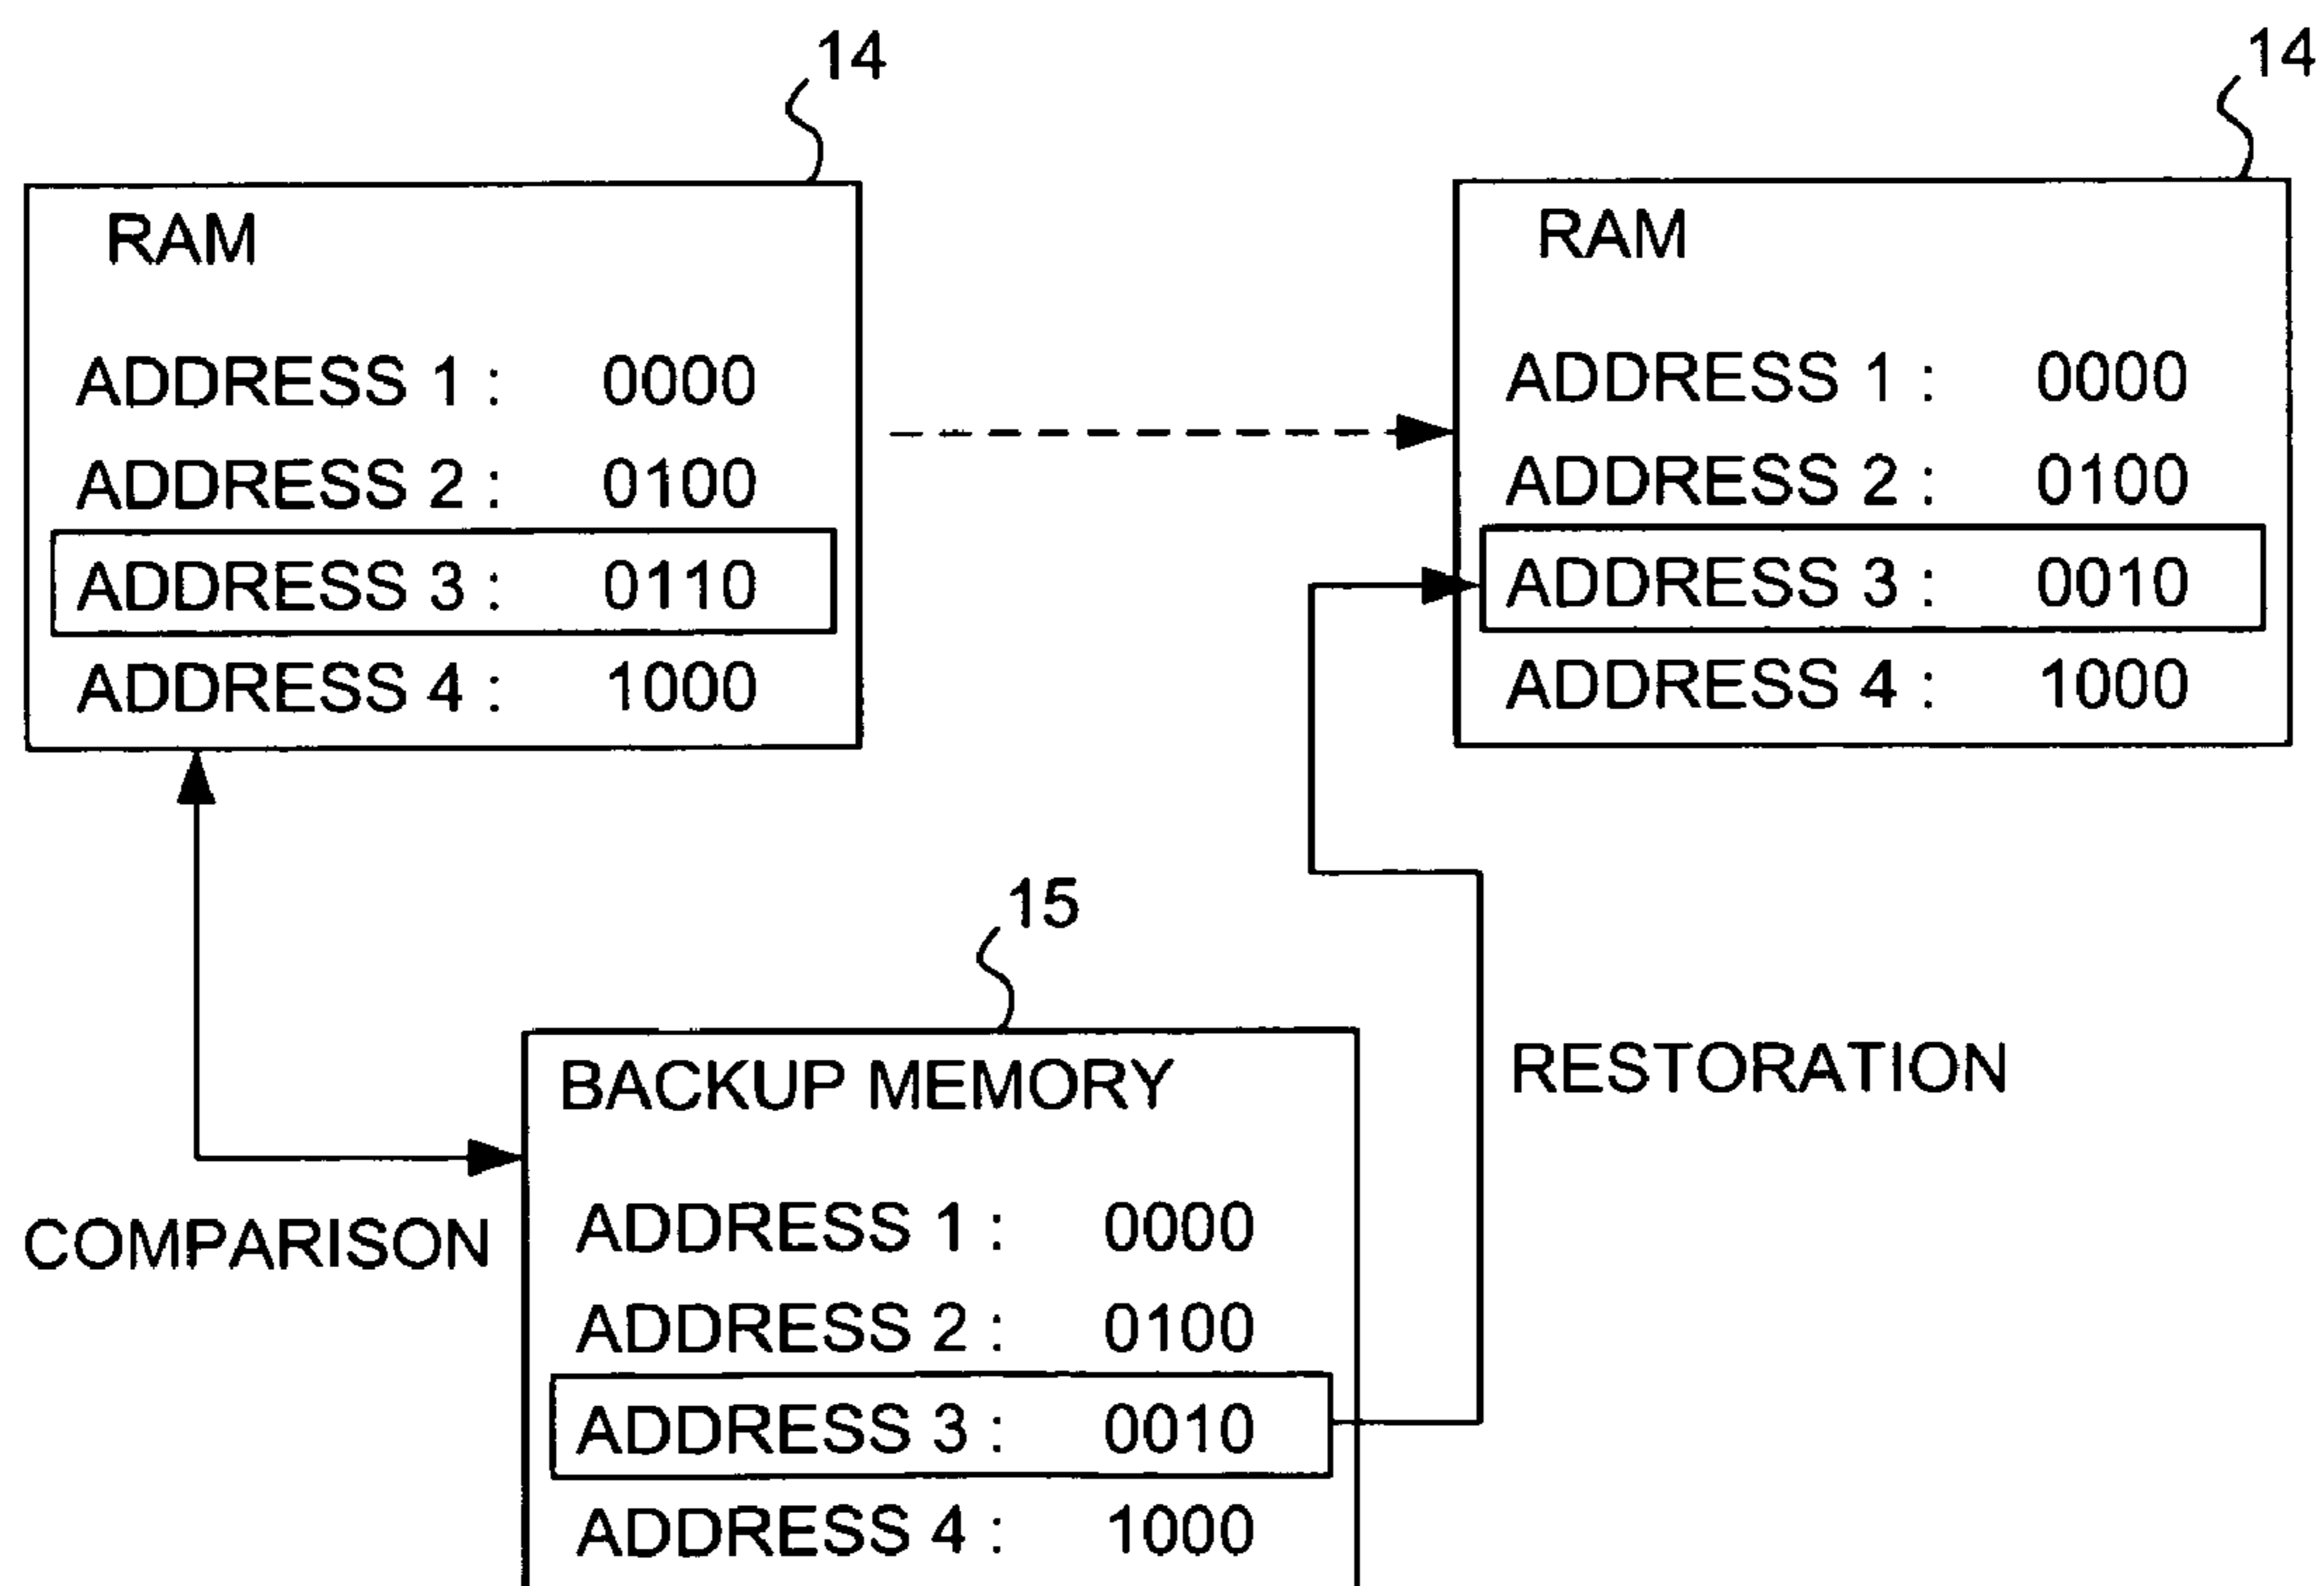 14
RAM
ADDRESS 1 : 0000
ADDRESS 2 : 0100
ADDRESS 3 : 0110
ADDRESS 4 : 1000
14
RAM
ADDRESS 1 : 0000
ADDRESS 2 : 0100
ADDRESS 3 : 0010
ADDRESS 4 : 1000
COMPARISON
15
BACKUP MEMORY
ADDRESS 1 : 0000
ADDRESS 2 : 0100
ADDRESS 3 : 0010
ADDRESS 4 : 1000
RESTORATION